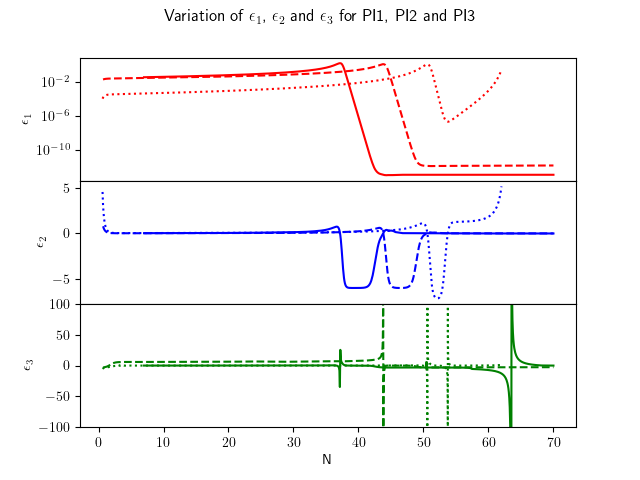 Variation of ϵ₁, ϵ₂ and ϵ₃ for PI1, PI2 and PI3
10⁻²
10⁻⁶
10⁻¹⁰
ϵ₁
5
0
−5
ϵ₂
100
50
0
−50
−100
ϵ₃
0 10 20 30 40 50 60 70
N